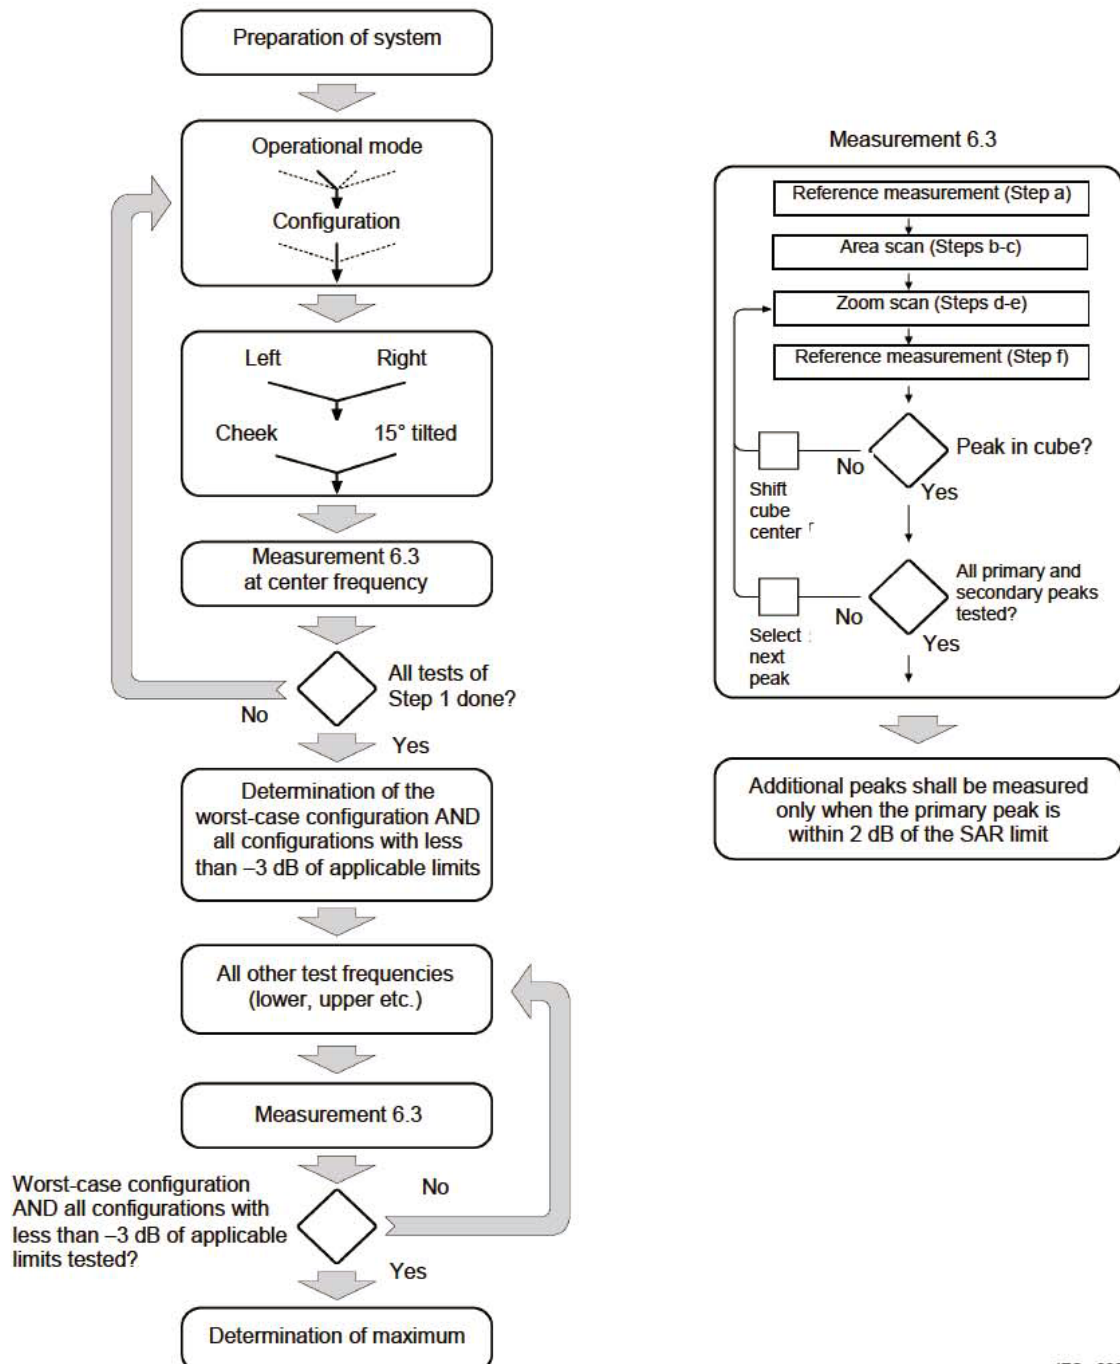 Preparation of system
Operational mode
Configuration
Left
Right
Cheek
15° tilted
Measurement 6.3
at center frequency
All tests of
Step 1 done?
No
Yes
Determination of the
worst-case configuration AND
all configurations with less
than –3 dB of applicable limits
All other test frequencies
(lower, upper etc.)
Measurement 6.3
Worst-case configuration
AND all configurations with
less than –3 dB of applicable
limits tested?
No
Yes
Determination of maximum
Measurement 6.3
Reference measurement (Step a)
Area scan (Steps b-c)
Zoom scan (Steps d-e)
Reference measurement (Step f)
Peak in cube?
No
Yes
Shift
cube
center
All primary and
secondary peaks
tested?
No
Yes
Select
next
peak
Additional peaks shall be measured
only when the primary peak is
within 2 dB of the SAR limit